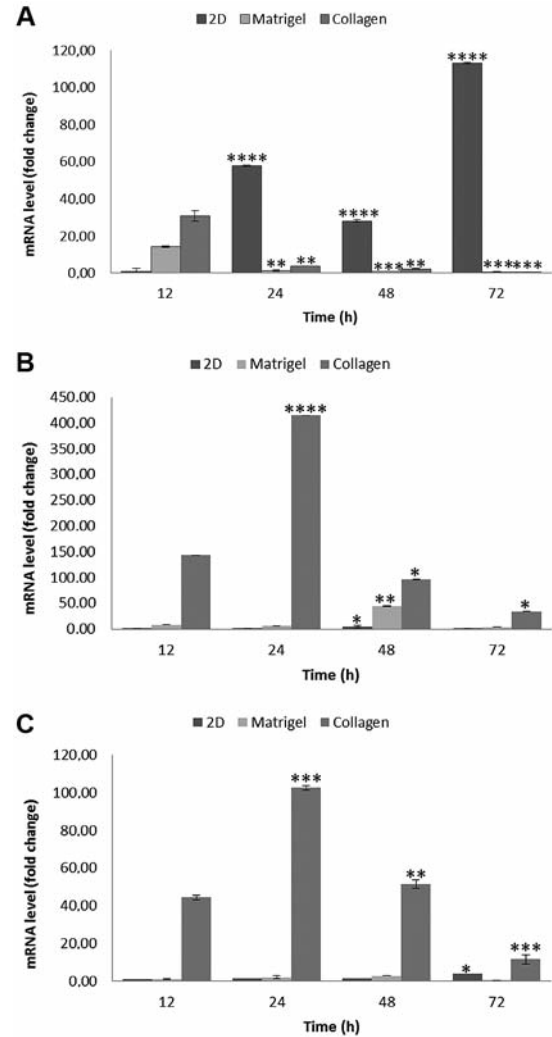 A
2D Matrigel Collagen
mRNA level (fold change)
120,00
100,00
80,00
60,00
40,00
20,00
0,00
**** ** ** **** *** ** **** *** ***
12 24 48 72
Time (h)
B
2D Matrigel Collagen
mRNA level (fold change)
450.00
400.00
350.00
300.00
250.00
200.00
150.00
100.00
50.00
0.00
**** * ** * *
12 24 48 72
Time (h)
C
2D Matrigel Collagen
mRNA level (fold change)
120.00
100.00
80.00
60.00
40.00
20.00
0.00
*** ** * ***
12 24 48 72
Time (h)